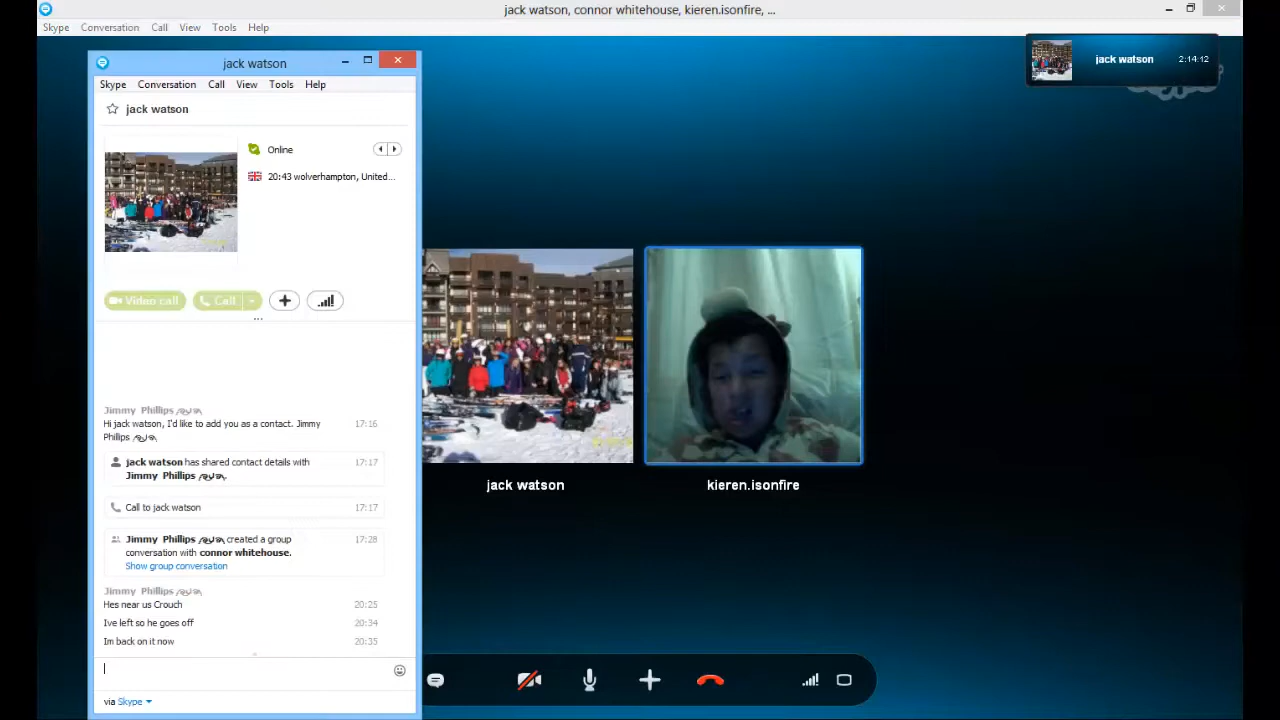 jack watson, connor whitehouse, kieren.isonfire, ...
Skype Conversation Call View Tools Help
jack watson 2:14:12
jack watson
Skype Conversation Call View Tools Help
jack watson
Online
20:43 wolverhampton, United...
Video call Call
...
Jimmy Phillips
Hi jack watson, I'd like to add you as a contact. Jimmy 17:16
Phillips
jack watson has shared contact details with 17:17
Jimmy Phillips
Call to jack watson 17:17
Jimmy Phillips created a group 17:28
conversation with connor whitehouse.
Show group conversation
Jimmy Phillips
Hes near us Crouch 20:25
Ive left so he goes off 20:34
Im back on it now 20:35
via Skype
jack watson
kieren.isonfire